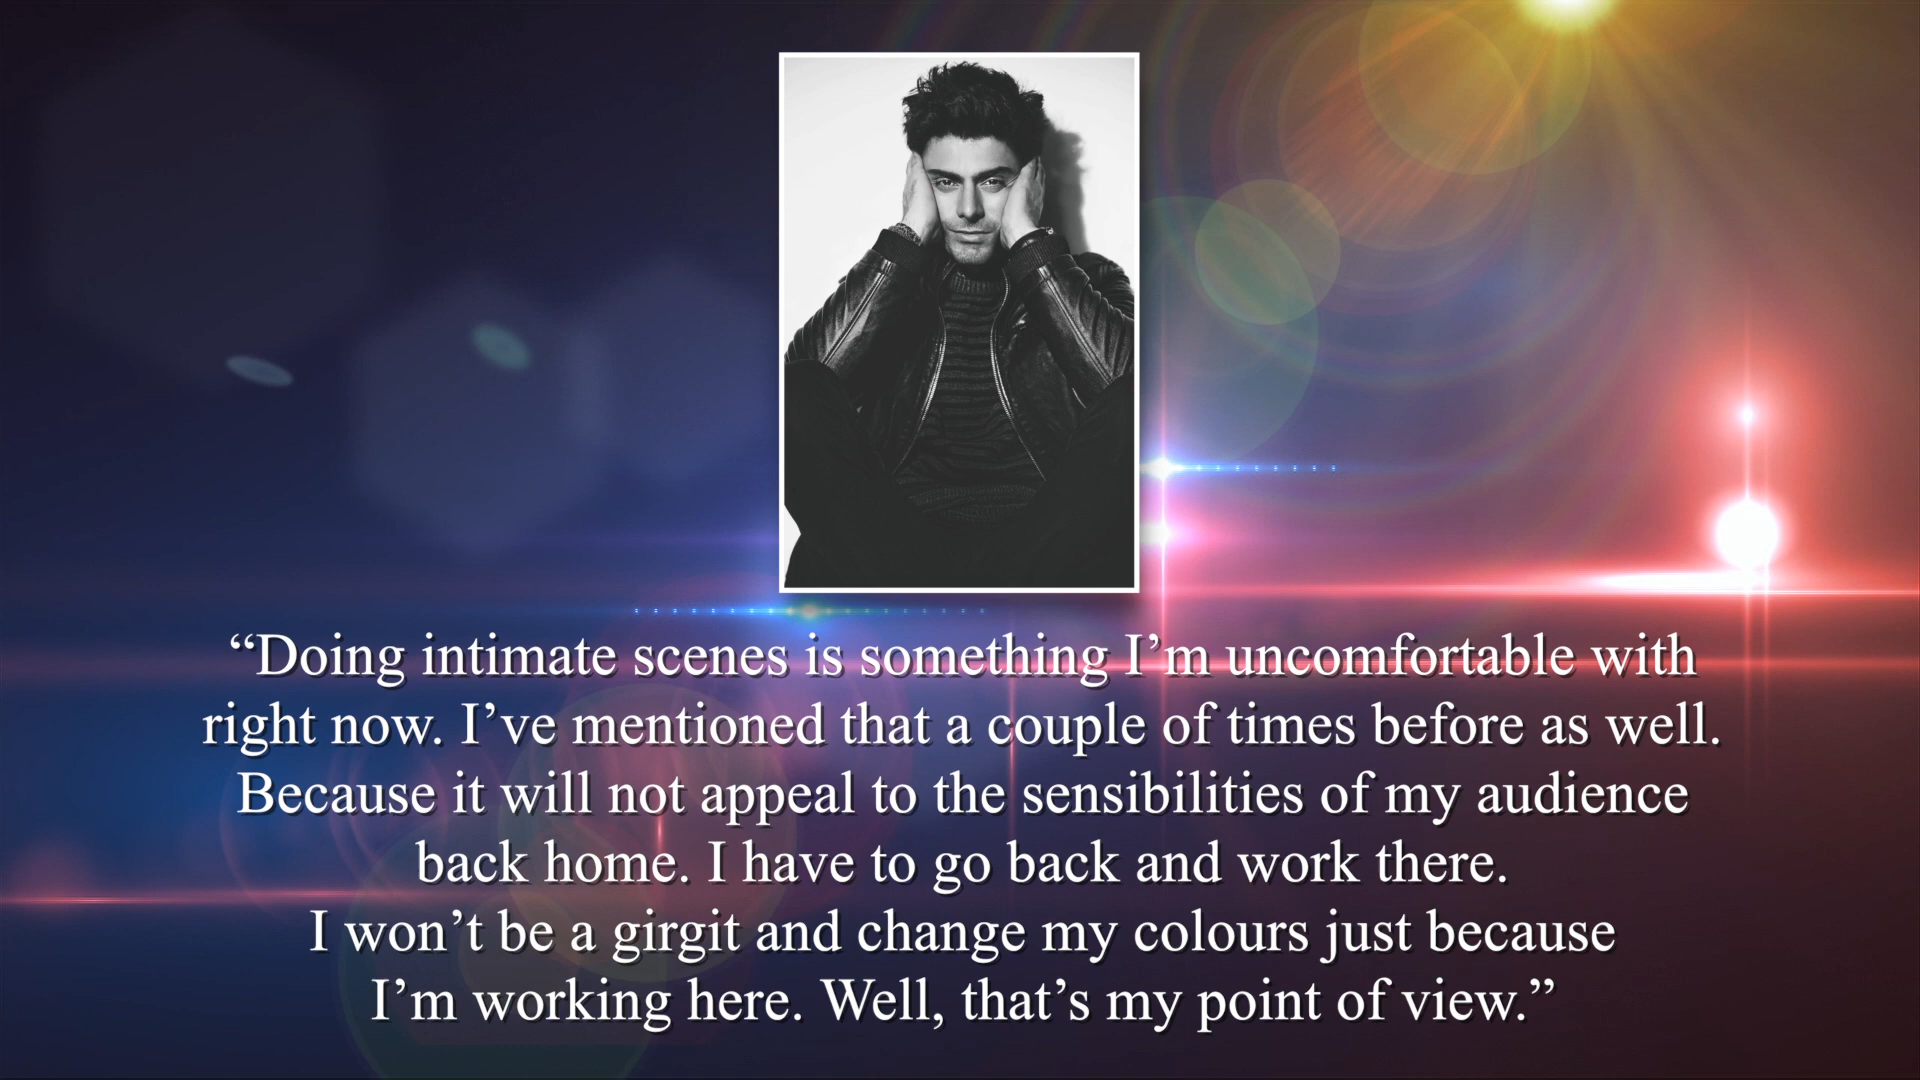 “Doing intimate scenes is something I’m uncomfortable with
right now. I’ve mentioned that a couple of times before as well.
Because it will not appeal to the sensibilities of my audience
back home. I have to go back and work there.
I won’t be a girgit and change my colours just because
I’m working here. Well, that’s my point of view.”